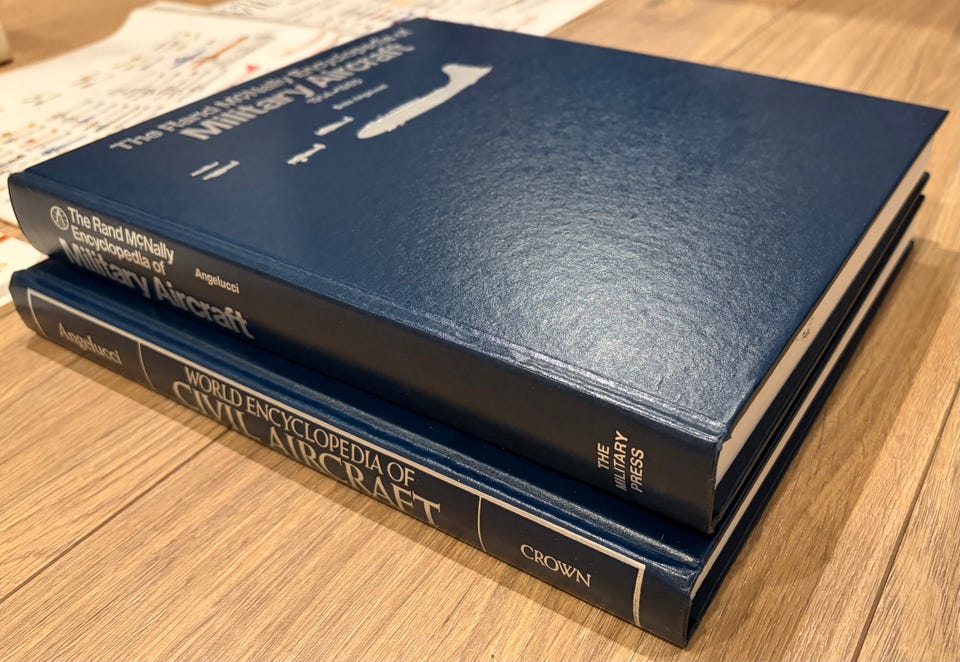 The Rand McNally Encyclopedia of
Military Aircraft
The Rand McNally
Encyclopedia of
Military Aircraft
Angelucci
THE
MILITARY
PRESS
Angelucci
WORLD ENCYCLOPEDIA OF
CIVIL AIRCRAFT
CROWN